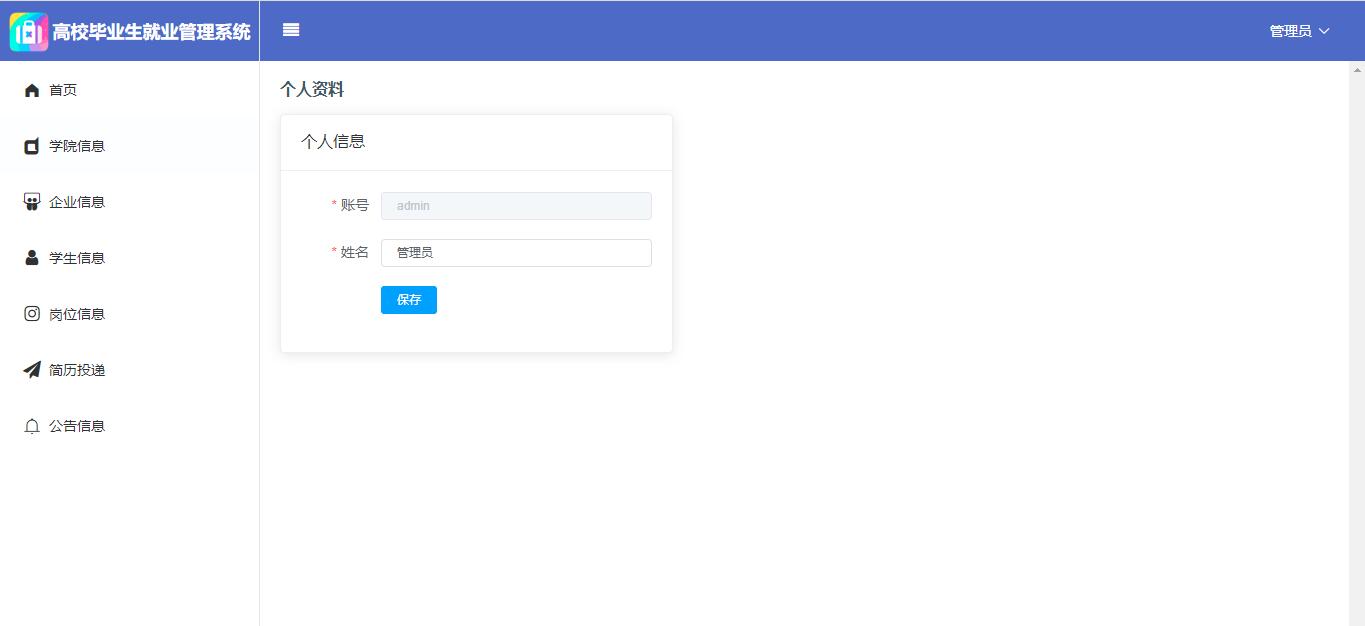 高校毕业生就业管理系统
管理员
首页
学院信息
企业信息
学生信息
岗位信息
简历投递
公告信息
个人资料
个人信息
* 账号 admin
* 姓名 管理员
保存